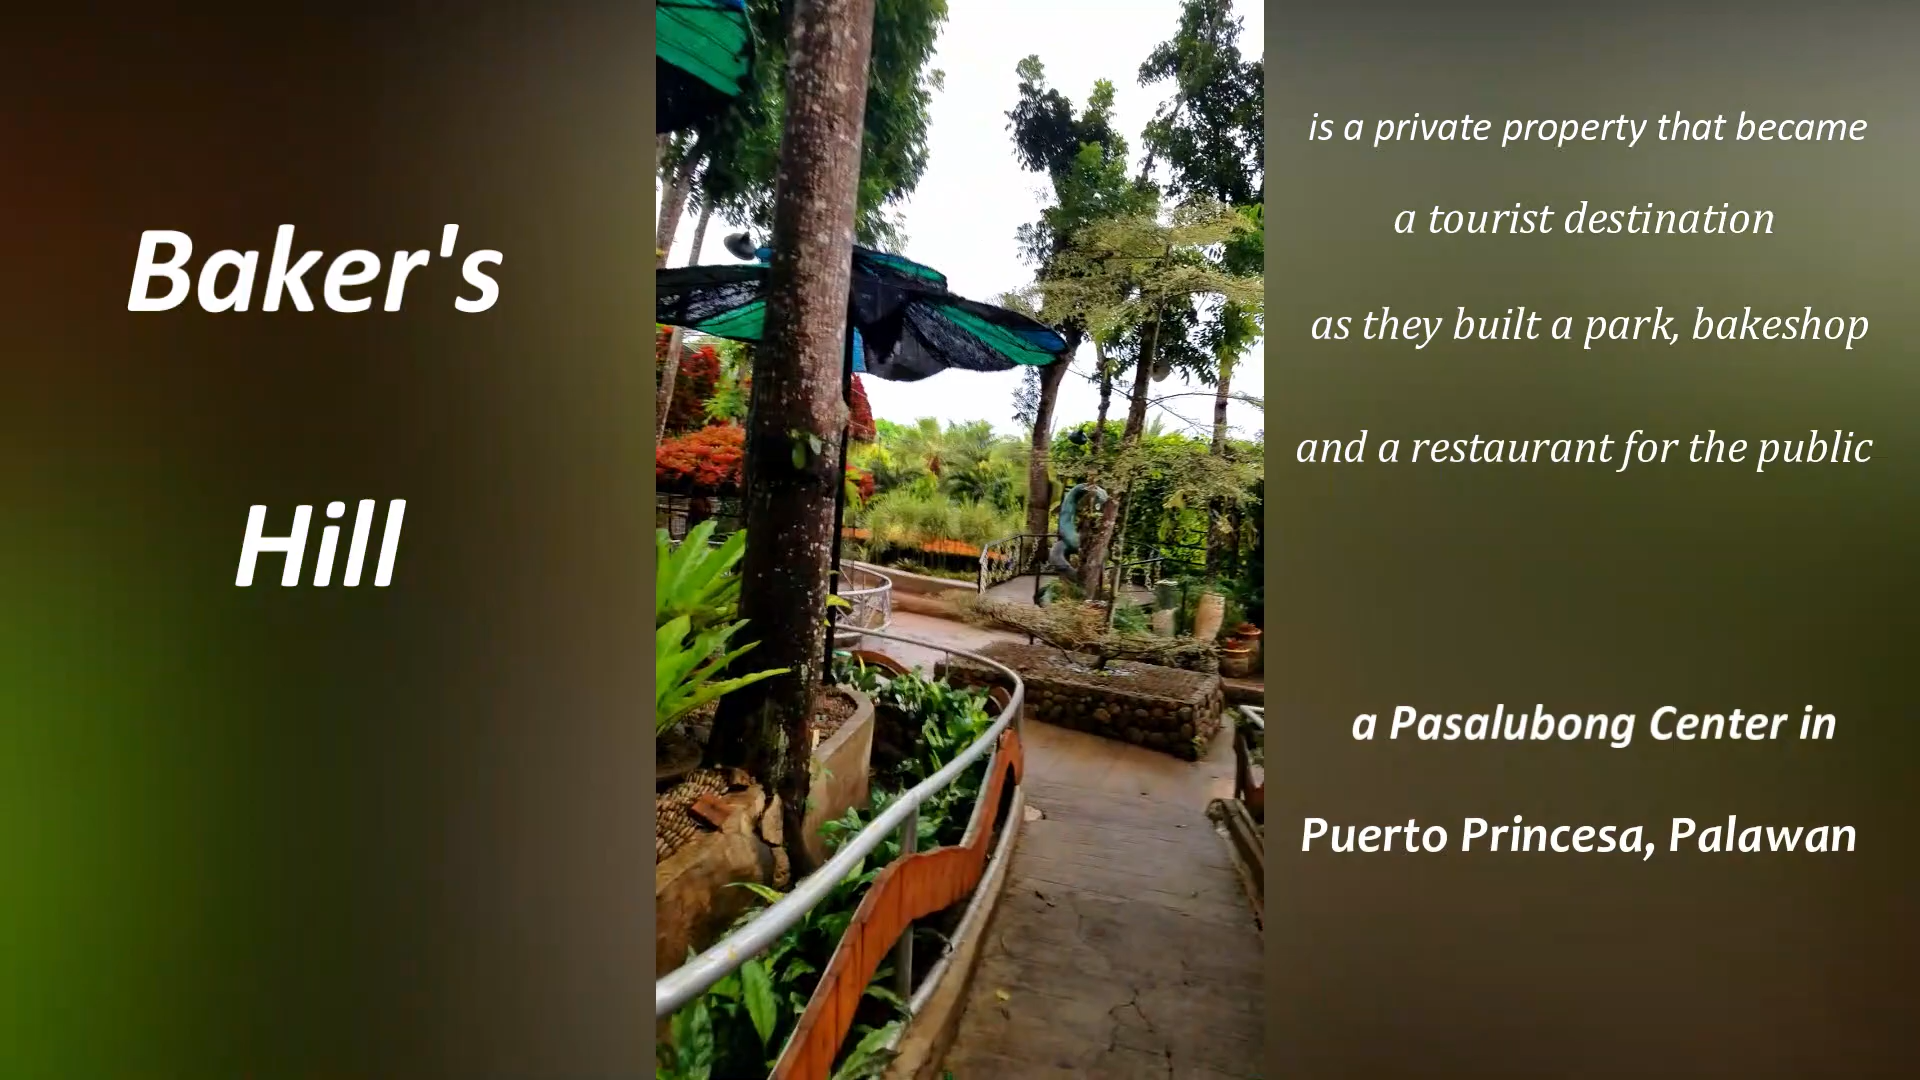 Baker's
Hill
is a private property that became
a tourist destination
as they built a park, bakeshop
and a restaurant for the public
a Pasalubong Center in
Puerto Princesa, Palawan